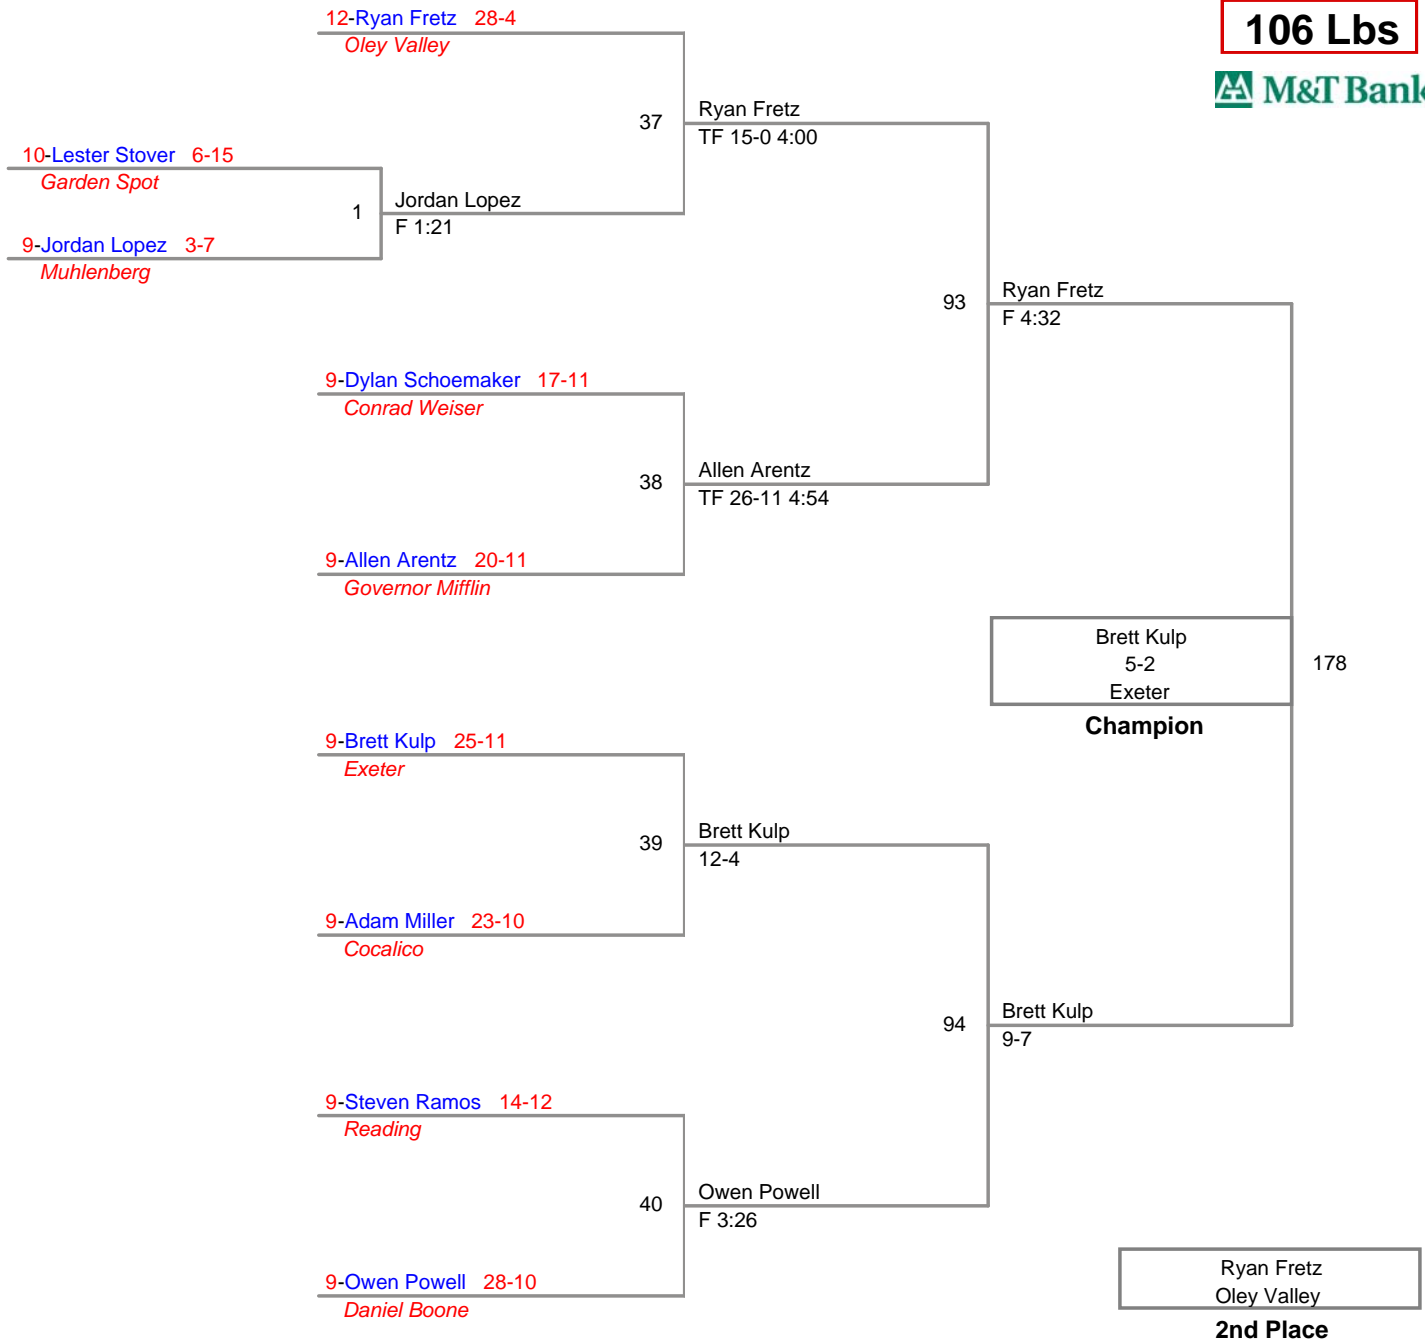 106 Lbs
M&T Bank
12-Ryan Fretz 28-4
Oley Valley
37
Ryan Fretz
TF 15-0 4:00
10-Lester Stover 6-15
Garden Spot
1
Jordan Lopez
F 1:21
9-Jordan Lopez 3-7
Muhlenberg
93
Ryan Fretz
F 4:32
9-Dylan Schoemaker 17-11
Conrad Weiser
38
Allen Arentz
TF 26-11 4:54
9-Allen Arentz 20-11
Governor Mifflin
Brett Kulp
5-2
Exeter
178
Champion
9-Brett Kulp 25-11
Exeter
39
Brett Kulp
12-4
9-Adam Miller 23-10
Cocalico
94
Brett Kulp
9-7
9-Steven Ramos 14-12
Reading
40
Owen Powell
F 3:26
9-Owen Powell 28-10
Daniel Boone
Ryan Fretz
Oley Valley
2nd Place